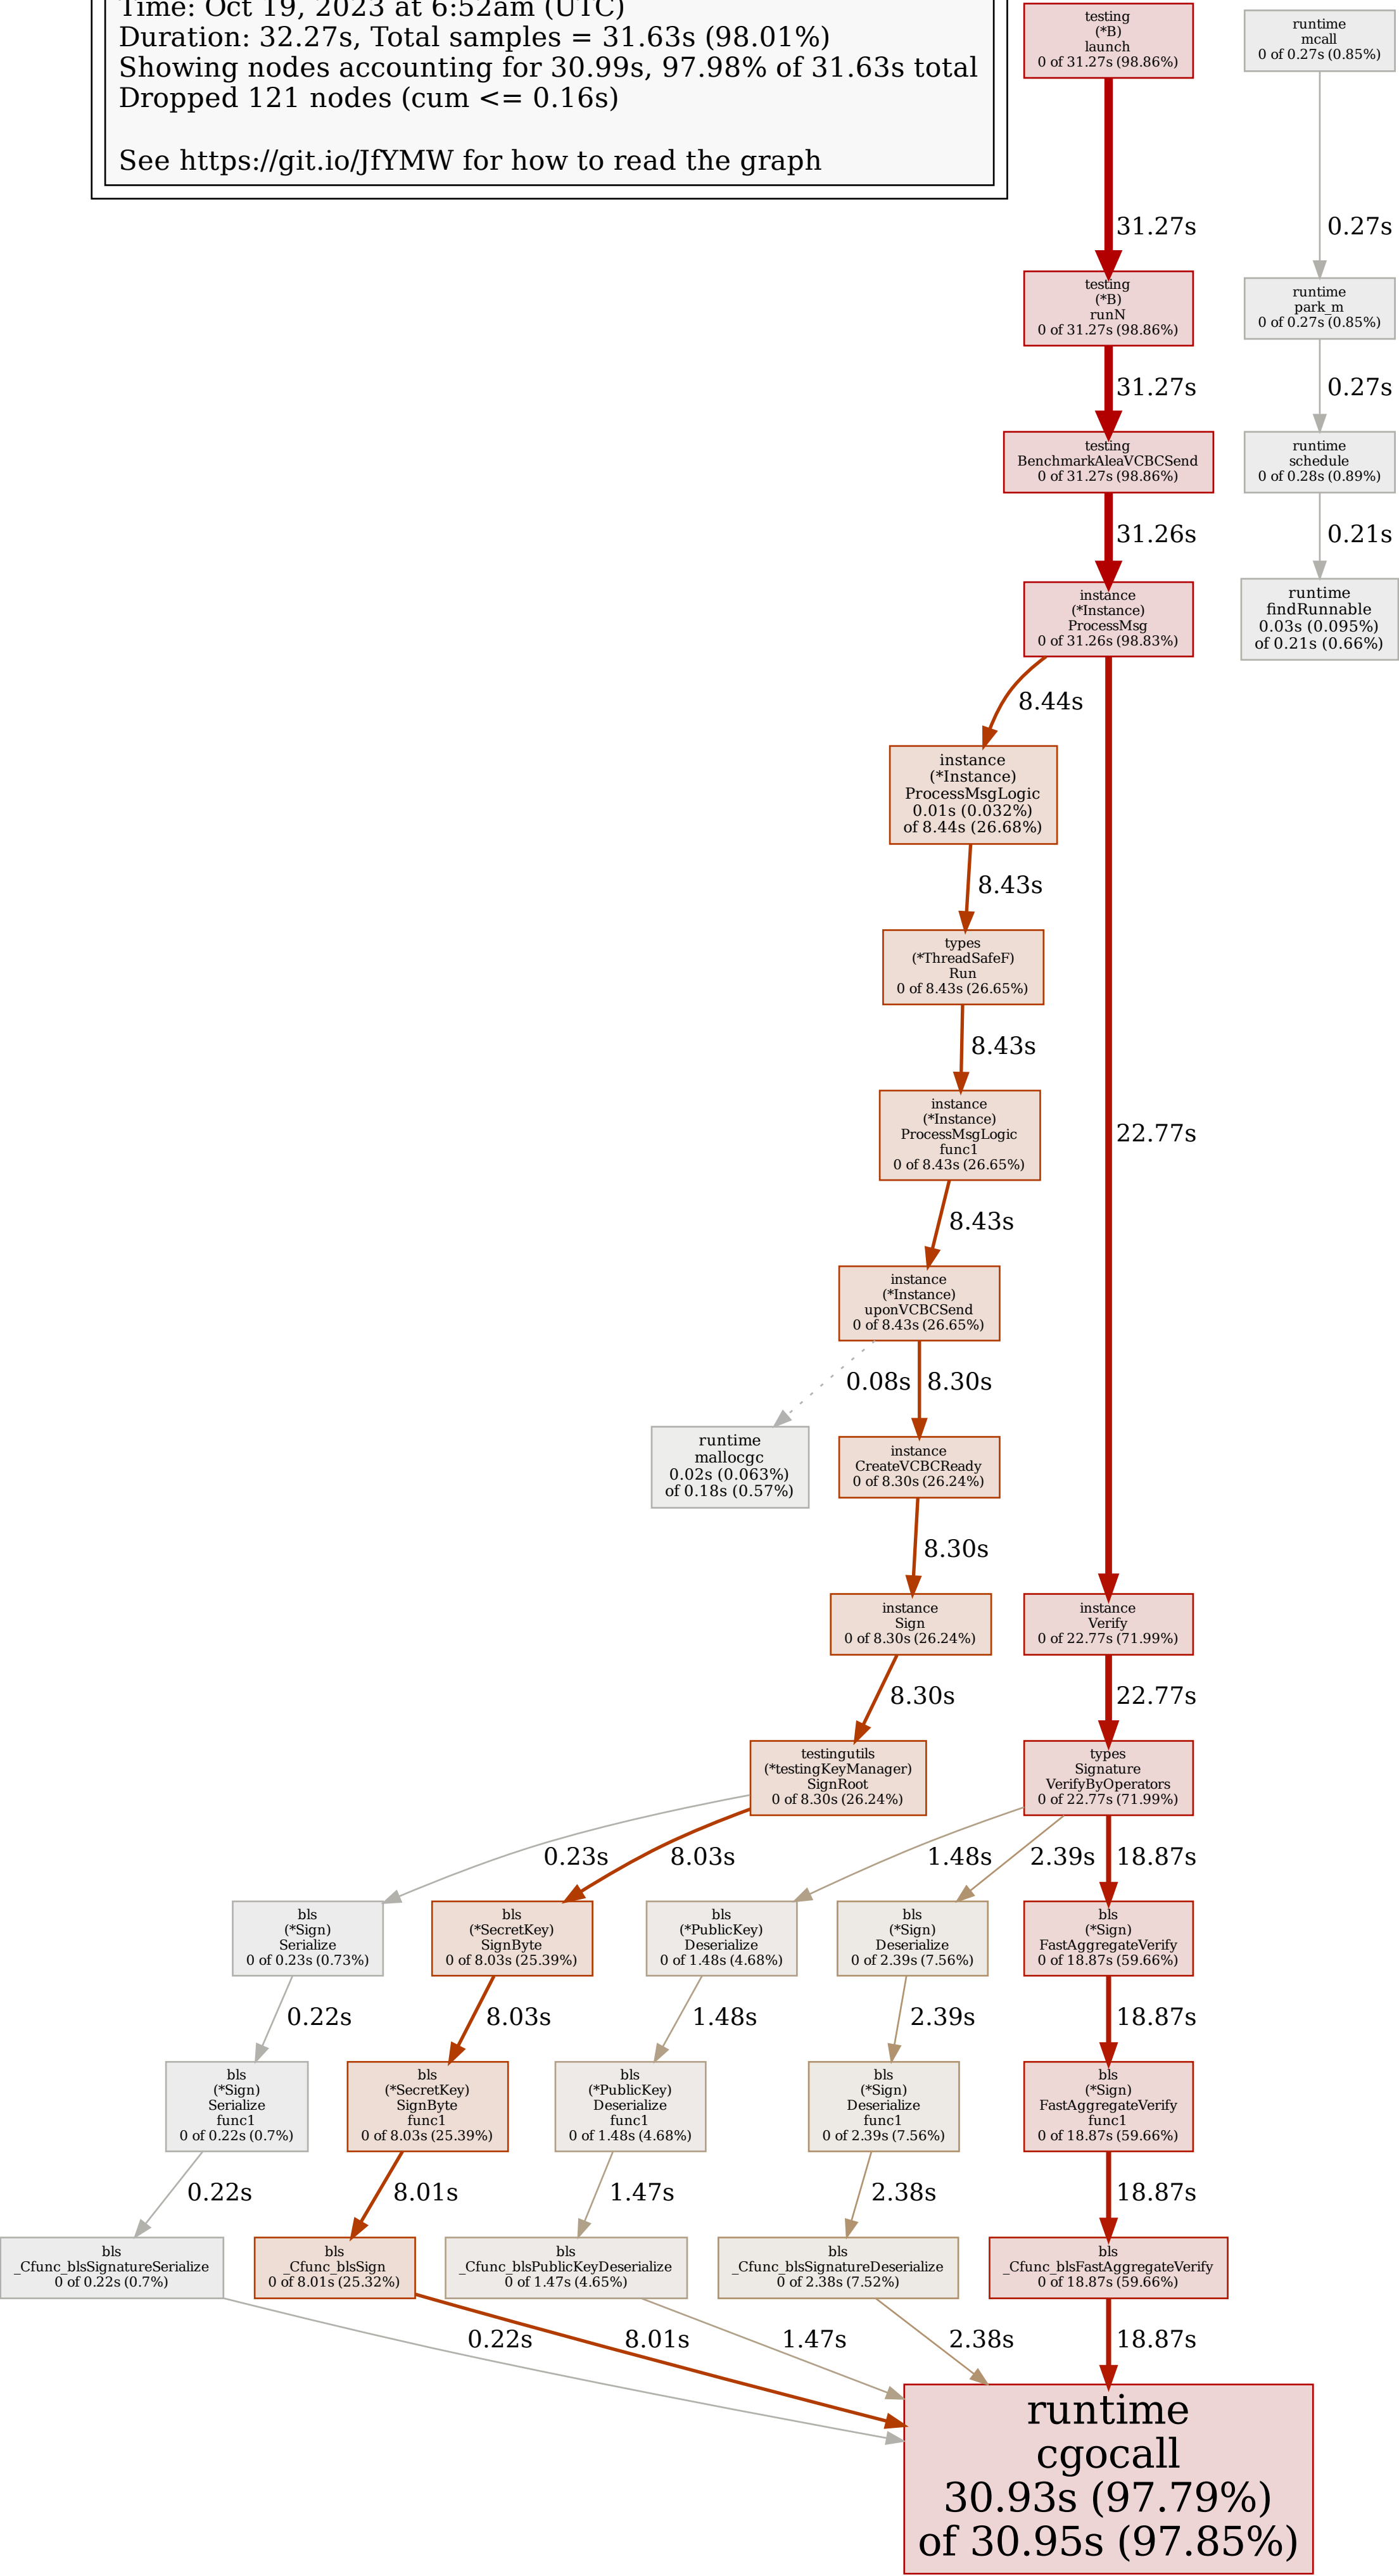 Time: Oct 19, 2023 at 6:52am (UTC)
Duration: 32.27s, Total samples = 31.63s (98.01%)
Showing nodes accounting for 30.99s, 97.98% of 31.63s total
Dropped 121 nodes (cum <= 0.16s)
See https://git.io/JfYMW for how to read the graph
testing
(*B)
launch
0 of 31.27s (98.86%)
runtime
mcall
0 of 0.27s (0.85%)
31.27s
0.27s
testing
(*B)
runN
0 of 31.27s (98.86%)
runtime
park_m
0 of 0.27s (0.85%)
31.27s
0.27s
testing
BenchmarkAleaVCBCSend
0 of 31.27s (98.86%)
runtime
schedule
0 of 0.28s (0.89%)
31.26s
0.21s
instance
(*Instance)
ProcessMsg
0 of 31.26s (98.83%)
runtime
findRunnable
0.03s (0.095%)
of 0.21s (0.66%)
8.44s
instance
(*Instance)
ProcessMsgLogic
0.01s (0.032%)
of 8.44s (26.68%)
8.43s
types
(*ThreadSafeF)
Run
0 of 8.43s (26.65%)
8.43s
instance
(*Instance)
ProcessMsgLogic
func1
0 of 8.43s (26.65%)
22.77s
8.43s
instance
(*Instance)
uponVCBCSend
0 of 8.43s (26.65%)
0.08s
8.30s
runtime
mallocgc
0.02s (0.063%)
of 0.18s (0.57%)
instance
CreateVCBCReady
0 of 8.30s (26.24%)
8.30s
instance
Sign
0 of 8.30s (26.24%)
instance
Verify
0 of 22.77s (71.99%)
8.30s
22.77s
testingutils
(*testingKeyManager)
SignRoot
0 of 8.30s (26.24%)
types
Signature
VerifyByOperators
0 of 22.77s (71.99%)
0.23s
8.03s
1.48s
2.39s
18.87s
bls
(*Sign)
Serialize
0 of 0.23s (0.73%)
bls
(*SecretKey)
SignByte
0 of 8.03s (25.39%)
bls
(*PublicKey)
Deserialize
0 of 1.48s (4.68%)
bls
(*Sign)
Deserialize
0 of 2.39s (7.56%)
bls
(*Sign)
FastAggregateVerify
0 of 18.87s (59.66%)
0.22s
8.03s
1.48s
2.39s
18.87s
bls
(*Sign)
Serialize
func1
0 of 0.22s (0.7%)
bls
(*SecretKey)
SignByte
func1
0 of 8.03s (25.39%)
bls
(*PublicKey)
Deserialize
func1
0 of 1.48s (4.68%)
bls
(*Sign)
Deserialize
func1
0 of 2.39s (7.56%)
bls
(*Sign)
FastAggregateVerify
func1
0 of 18.87s (59.66%)
0.22s
8.01s
1.47s
2.38s
18.87s
bls
_Cfunc_blsSignatureSerialize
0 of 0.22s (0.7%)
bls
_Cfunc_blsSign
0 of 8.01s (25.32%)
bls
_Cfunc_blsPublicKeyDeserialize
0 of 1.47s (4.65%)
bls
_Cfunc_blsSignatureDeserialize
0 of 2.38s (7.52%)
bls
_Cfunc_blsFastAggregateVerify
0 of 18.87s (59.66%)
0.22s
8.01s
1.47s
2.38s
18.87s
runtime
cgocall
30.93s (97.79%)
of 30.95s (97.85%)